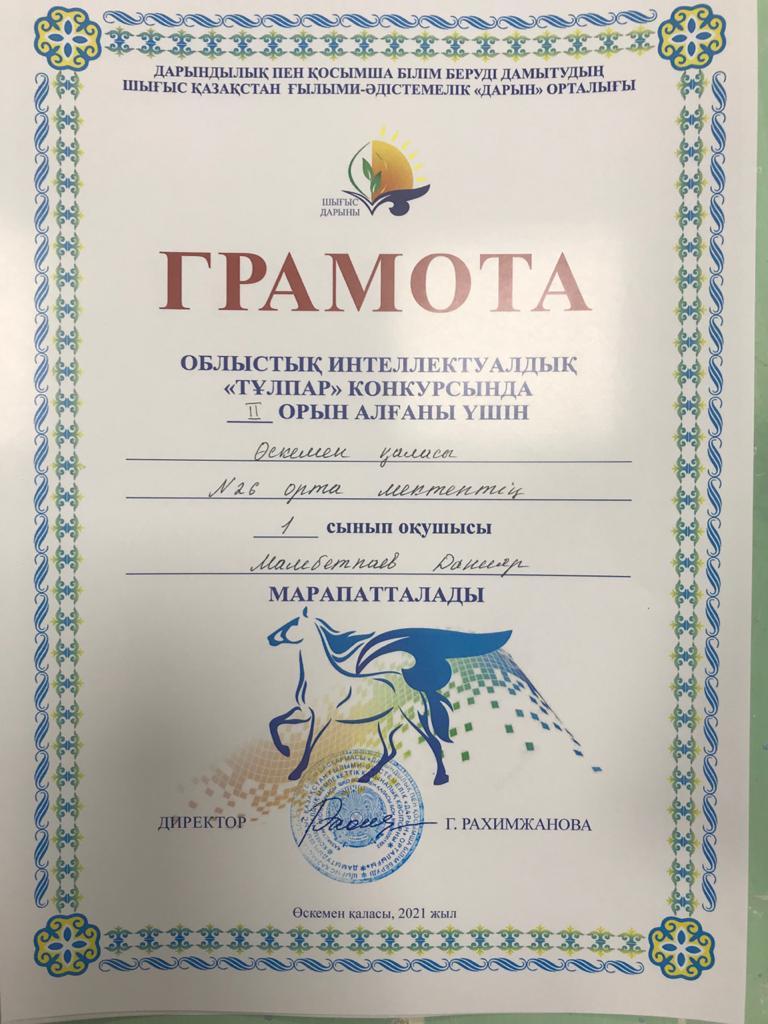 ДАРЫНДЫЛЫҚ ПЕН ҚОСЫМША БІЛІМ БЕРУДІ ДАМЫТУДЫҢ
ШЫҒЫС ҚАЗАҚСТАН ҒЫЛЫМИ-ӘДІСТЕМЕЛІК «ДАРЫН» ОРТАЛЫҒЫ
ШЫҒЫС
ДАРЫНЫ
ГРАМОТА
ОБЛЫСТЫҚ ИНТЕЛЛЕКТУАЛДЫҚ
«ТҰЛПАР» КОНКУРСЫНДА
II ОРЫН АЛҒАНЫ ҮШІН
Өскемен қаласы
N26 орта мектептің
1 сынып оқушысы
Мамбетпаев Данияр
МАРАПАТТАЛАДЫ
ДИРЕКТОР Г. РАХИМЖАНОВА
Өскемен қаласы, 2021 жыл